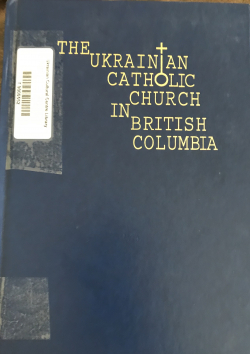 THE
UKRAINIAN
CATHOLIC
CHURCH
IN
BRITISH
COLUMBIA